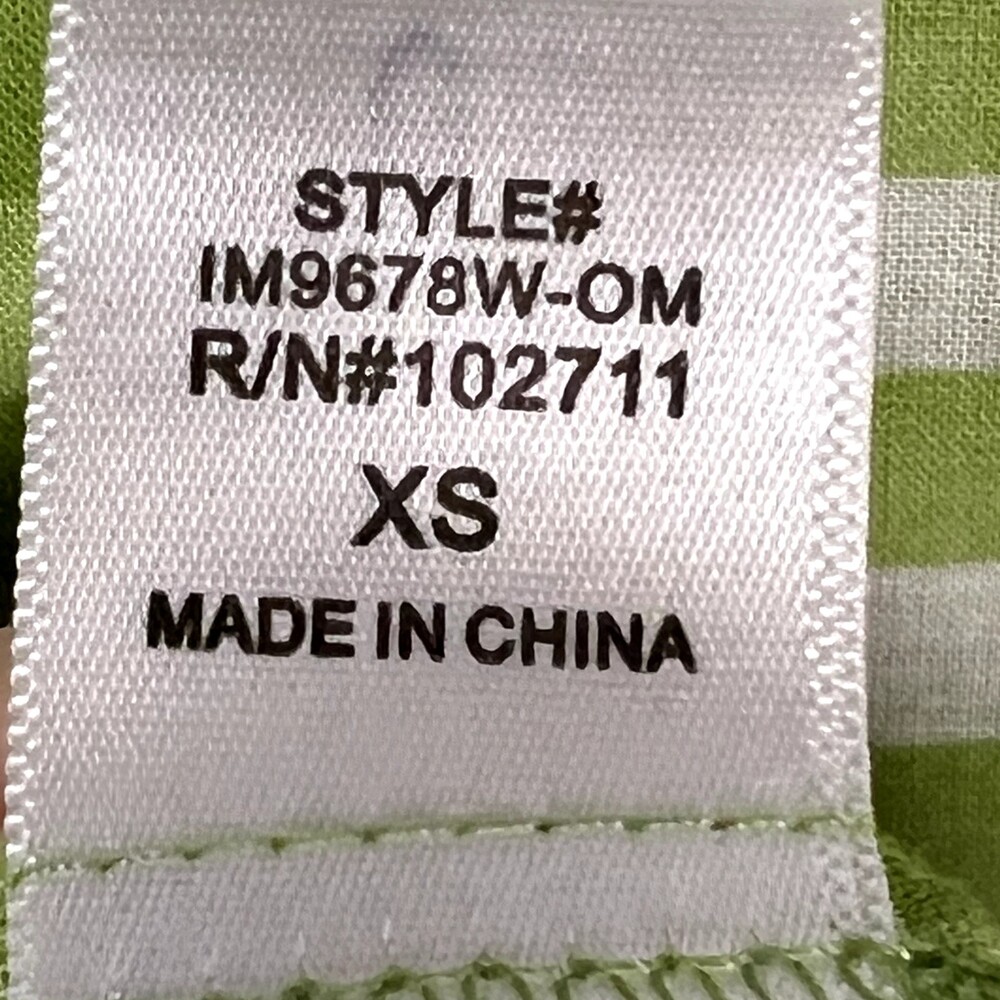 STYLE#
IM9678W-OM
R/N#102711
XS
MADE IN CHINA